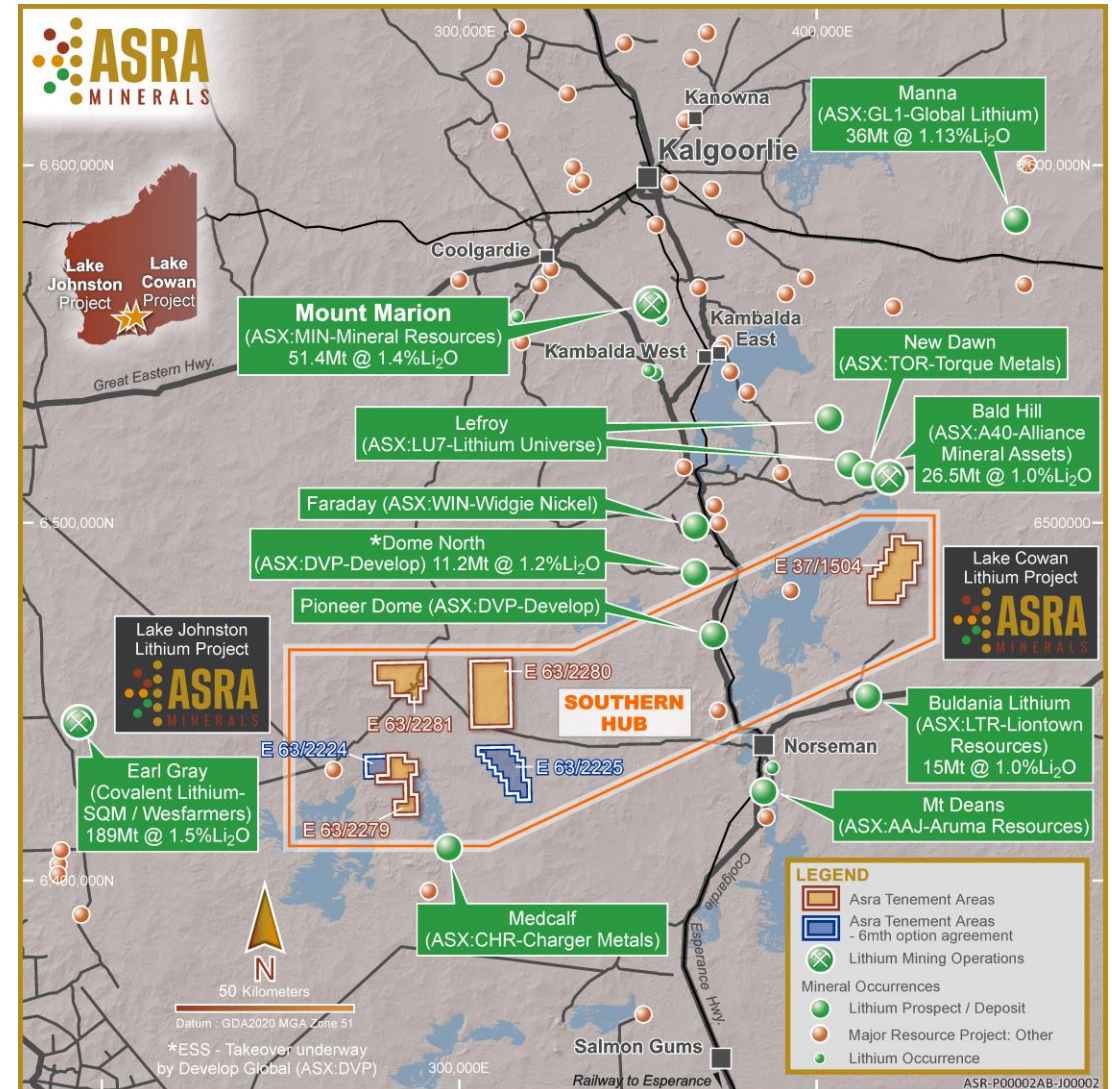 ASRA
MINERALS
300,000E
400,000E
Kanowna
Manna
(ASX:GL1-Global Lithium)
36Mt @ 1.13%Li₂O
Kalgoorlie
6,600,000N
6,600,000N
Coolgardie
Lake
Johnston
Project
Lake
Cowan
Project
Mount Marion
(ASX:MIN-Mineral Resources)
51.4Mt @ 1.4%Li₂O
Kambalda
East
Kambalda West
Great Eastern Hwy.
New Dawn
(ASX:TOR-Torque Metals)
Lefroy
(ASX:LU7-Lithium Universe)
Bald Hill
(ASX:A40-Alliance
Mineral Assets)
26.5Mt @ 1.0%Li₂O
Faraday (ASX:WIN-Widgie Nickel)
6,500,000N
6500000N
*Dome North
(ASX:DVP-Develop) 11.2Mt @ 1.2%Li₂O
E 37/1504
Lake Cowan
Lithium Project
ASRA
MINERALS
Pioneer Dome (ASX:DVP-Develop)
Lake Johnston
Lithium Project
ASRA
MINERALS
E 63/2280
E 63/2281
SOUTHERN
HUB
E 63/2224
E 63/2225
E 63/2279
Norseman
Buldania Lithium
(ASX:LTR-Liontown
Resources)
15Mt @ 1.0%Li₂O
Earl Gray
(Covalent Lithium-
SQM / Wesfarmers)
189Mt @ 1.5%Li₂O
Mt Deans
(ASX:AAJ-Aruma Resources)
6,400,000N
Medcalf
(ASX:CHR-Charger Metals)
Coolgardie
Esperance Hwy.
N
50 Kilometers
Datum : GDA2020 MGA Zone 51
*ESS - Takeover underway
by Develop Global (ASX:DVP)
300,000E
Salmon Gums
Railway to Esperance
LEGEND
Asra Tenement Areas
Asra Tenement Areas
- 6mth option agreement
Lithium Mining Operations
Mineral Occurrences
Lithium Prospect / Deposit
Major Resource Project: Other
Lithium Occurrence
ASR-P00002AB-J00002